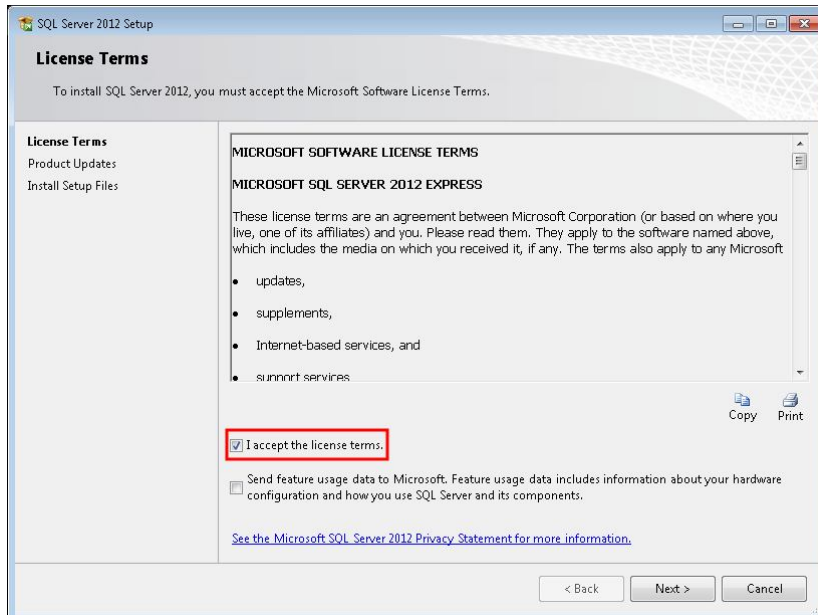 SQL Server 2012 Setup
License Terms
To install SQL Server 2012, you must accept the Microsoft Software License Terms.
License Terms
Product Updates
Install Setup Files
MICROSOFT SOFTWARE LICENSE TERMS
MICROSOFT SQL SERVER 2012 EXPRESS
These license terms are an agreement between Microsoft Corporation (or based on where you
live, one of its affiliates) and you. Please read them. They apply to the software named above,
which includes the media on which you received it, if any. The terms also apply to any Microsoft
• updates,
• supplements,
• Internet-based services, and
• support services
Copy Print
I accept the license terms.
Send feature usage data to Microsoft. Feature usage data includes information about your hardware
configuration and how you use SQL Server and its components.
See the Microsoft SQL Server 2012 Privacy Statement for more information.
< Back Next > Cancel